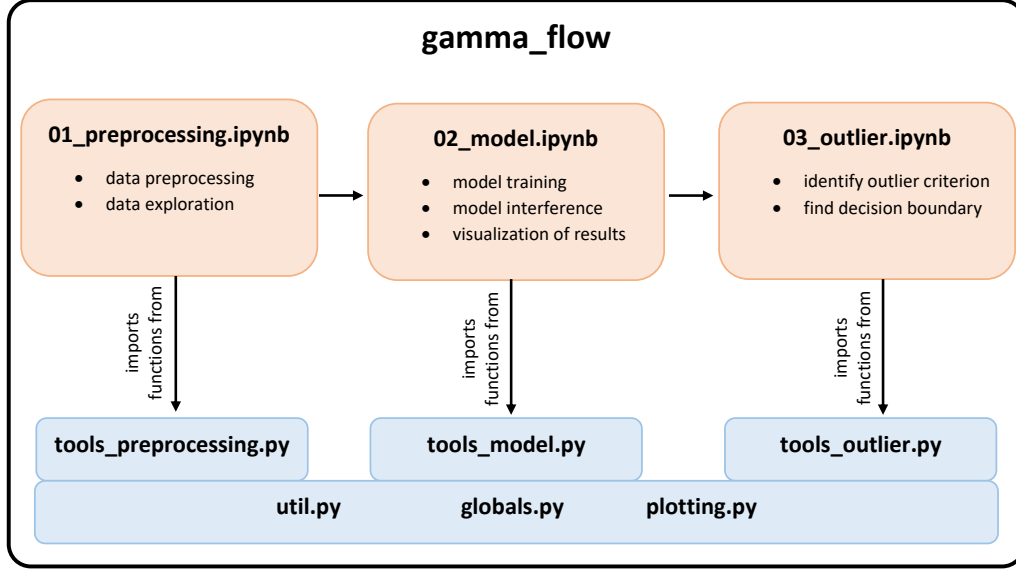 gamma_flow
01_preprocessing.ipynb
• data preprocessing
• data exploration
02_model.ipynb
• model training
• model interference
• visualization of results
03_outlier.ipynb
• identify outlier criterion
• find decision boundary
imports
functions from
imports
functions from
imports
functions from
tools_preprocessing.py
tools_model.py
tools_outlier.py
util.py globals.py plotting.py